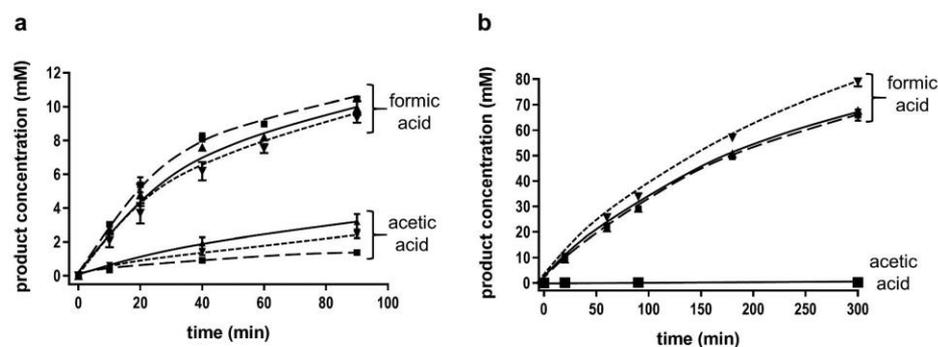 a
b
product concentration (mM)
12
10
8
6
4
2
0
0
20
40
60
80
100
time (min)
formic
acid
acetic
acid
product concentration (mM)
80
70
60
50
40
30
20
10
0
0
50
100
150
200
250
300
time (min)
formic
acid
acetic
acid